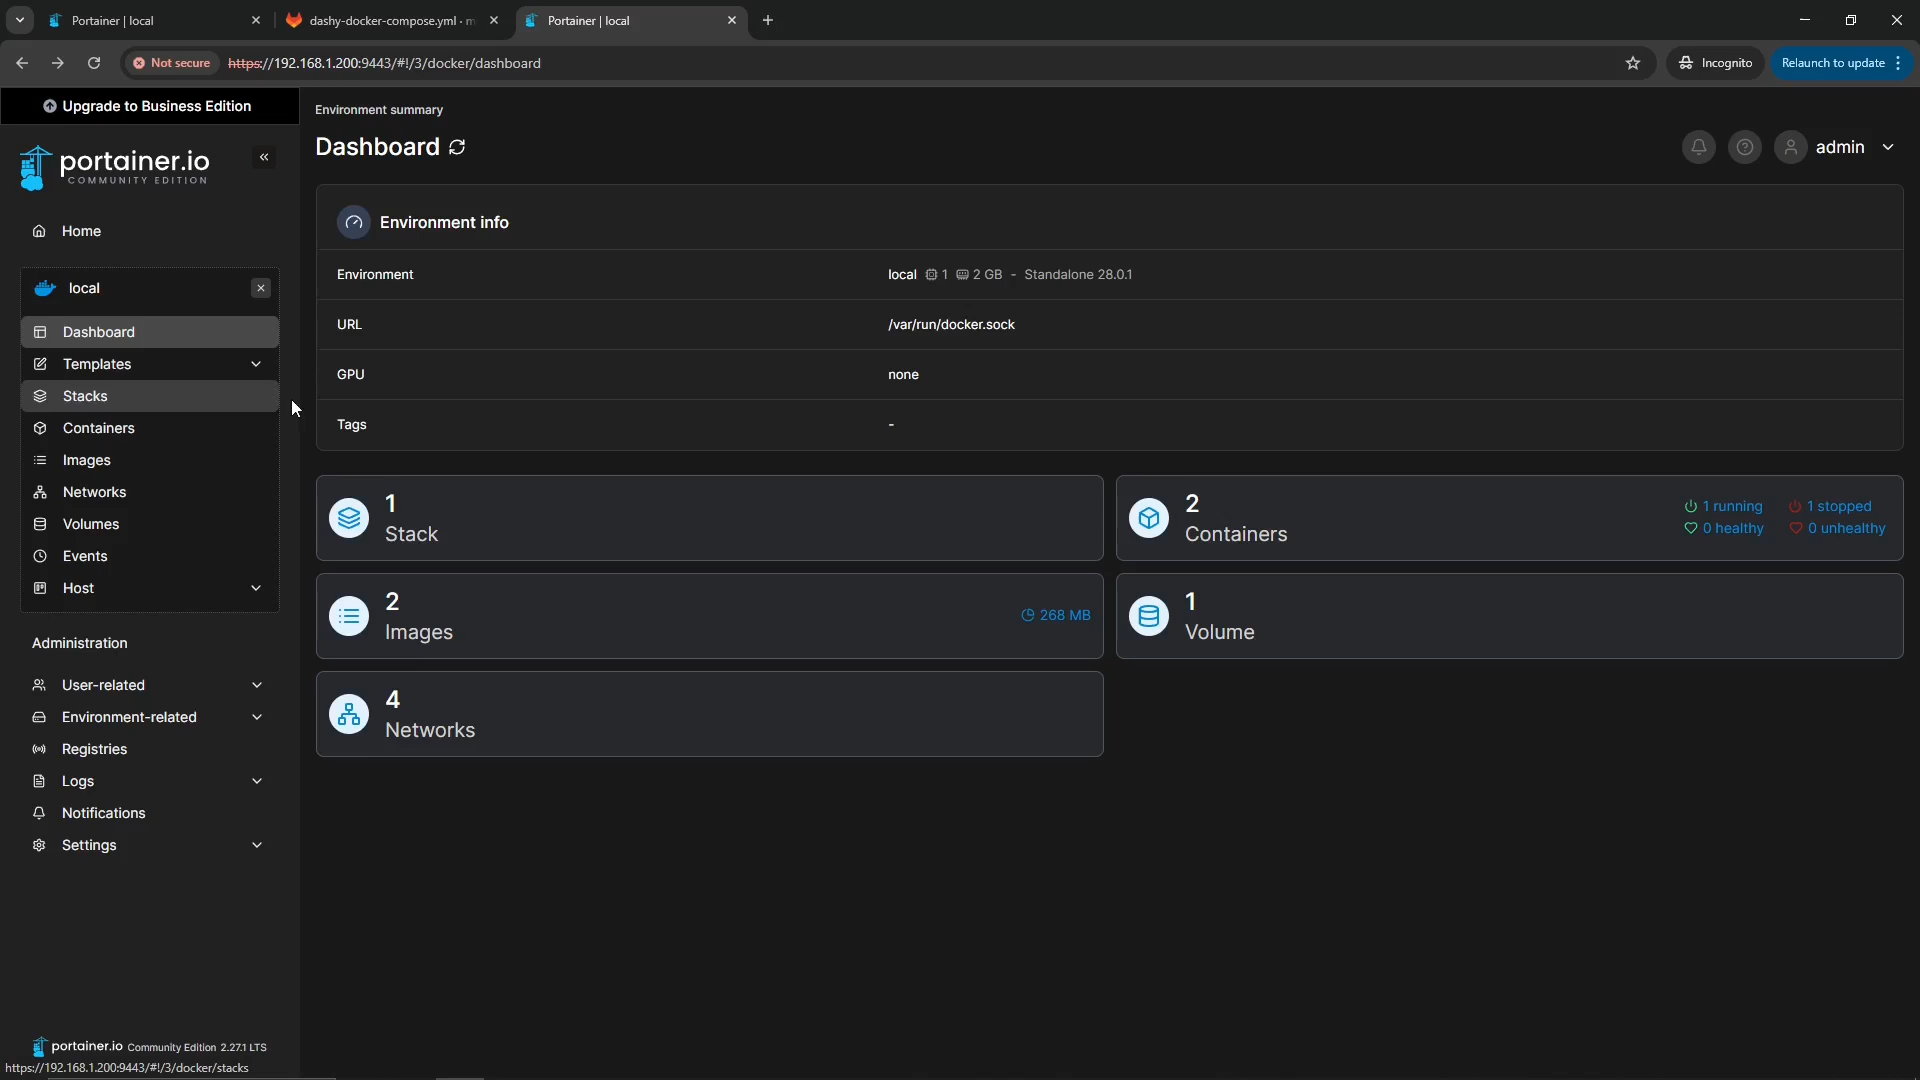 Portainer | local
dashy-docker-compose.yml · m
Portainer | local
Not secure
https://192.168.1.200:9443/#!/3/docker/dashboard
Incognito
Relaunch to update
Upgrade to Business Edition
portainer.io
COMMUNITY EDITION
Home
local
Dashboard
Templates
Stacks
Containers
Images
Networks
Volumes
Events
Host
Administration
User-related
Environment-related
Registries
Logs
Notifications
Settings
portainer.io Community Edition 2.27.1 LTS
https://192.168.1.200:9443/#!/3/docker/stacks
Environment summary
Dashboard
admin
Environment info
Environment local 1 2 GB - Standalone 28.0.1
URL /var/run/docker.sock
GPU none
Tags -
1
Stack
2
Containers
1 running 1 stopped
0 healthy 0 unhealthy
2
Images
268 MB
1
Volume
4
Networks